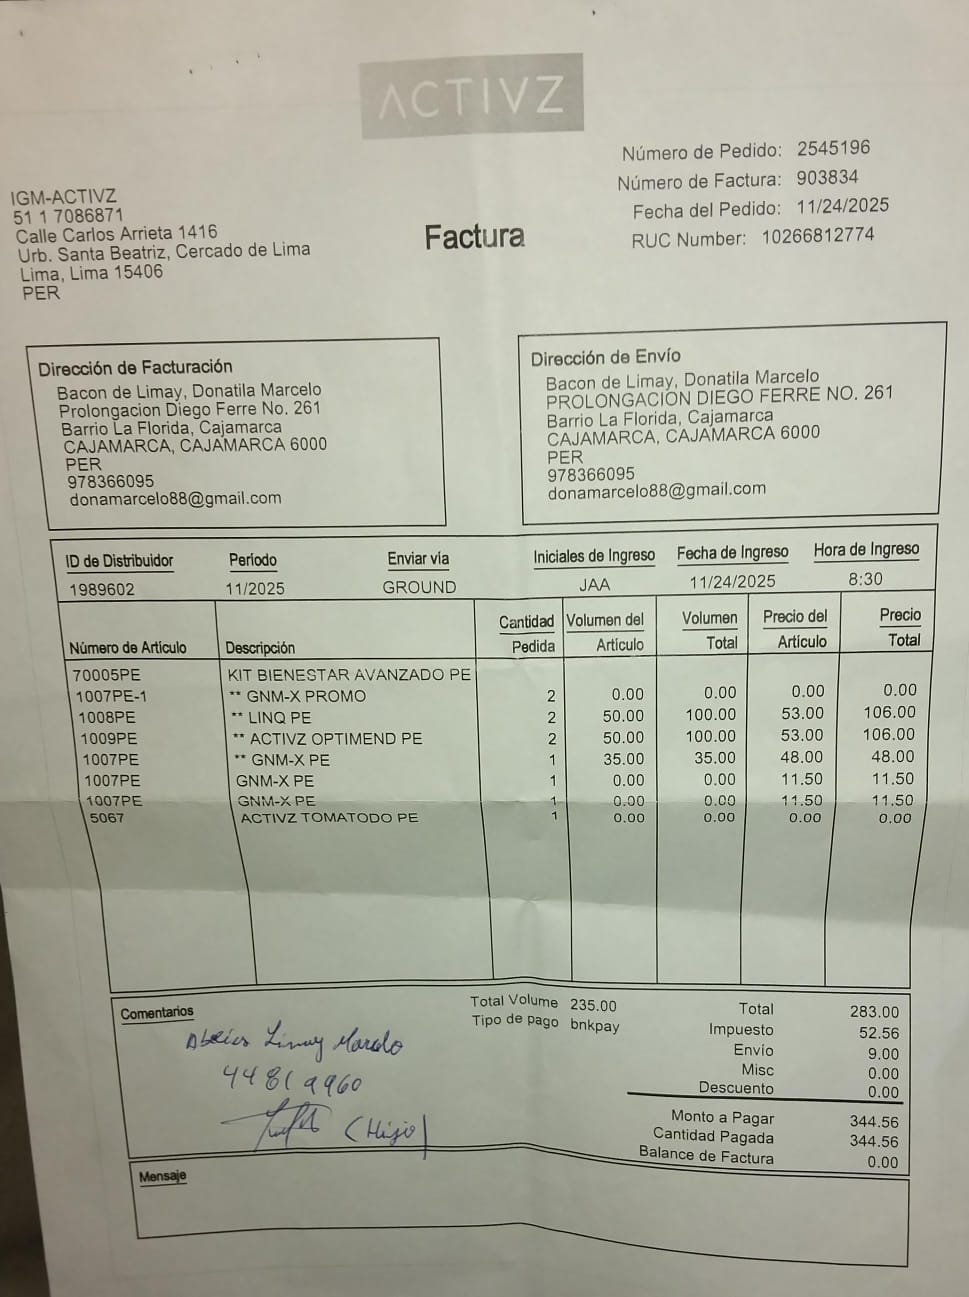 ACTIVZ
Número de Pedido: 2545196
Número de Factura: 903834
Fecha del Pedido: 11/24/2025
RUC Number: 10266812774
IGM-ACTIVZ
51 1 7086871
Calle Carlos Arrieta 1416
Urb. Santa Beatriz, Cercado de Lima
Lima, Lima 15406
PER
Factura
Dirección de Facturación
Bacon de Limay, Donatila Marcelo
Prolongacion Diego Ferre No. 261
Barrio La Florida, Cajamarca
CAJAMARCA, CAJAMARCA 6000
PER
978366095
donamarcelo88@gmail.com
Dirección de Envío
Bacon de Limay, Donatila Marcelo
PROLONGACION DIEGO FERRE NO. 261
Barrio La Florida, Cajamarca
CAJAMARCA, CAJAMARCA 6000
PER
978366095
donamarcelo88@gmail.com
ID de Distribuidor Período Enviar vía Iniciales de Ingreso Fecha de Ingreso Hora de Ingreso
1989602 11/2025 GROUND JAA 11/24/2025 8:30
Número de Artículo Descripción Cantidad Pedida Volumen del Artículo Volumen Total Precio del Artículo Precio Total
70005PE KIT BIENESTAR AVANZADO PE
1007PE-1 ** GNM-X PROMO 2 0.00 0.00 0.00 0.00
1008PE ** LINQ PE 2 50.00 100.00 53.00 106.00
1009PE ** ACTIVZ OPTIMEND PE 2 50.00 100.00 53.00 106.00
1007PE ** GNM-X PE 1 35.00 35.00 48.00 48.00
1007PE GNM-X PE 1 0.00 0.00 11.50 11.50
1007PE GNM-X PE 1 0.00 0.00 11.50 11.50
5067 ACTIVZ TOMATODO PE 1 0.00 0.00 0.00 0.00
Comentarios
Limay
(Hijo)
Total Volume 235.00
Tipo de pago bnkpay
Total 283.00
Impuesto 52.56
Envío 9.00
Misc 0.00
Descuento 0.00
Monto a Pagar 344.56
Cantidad Pagada 344.56
Balance de Factura 0.00
Mensaje